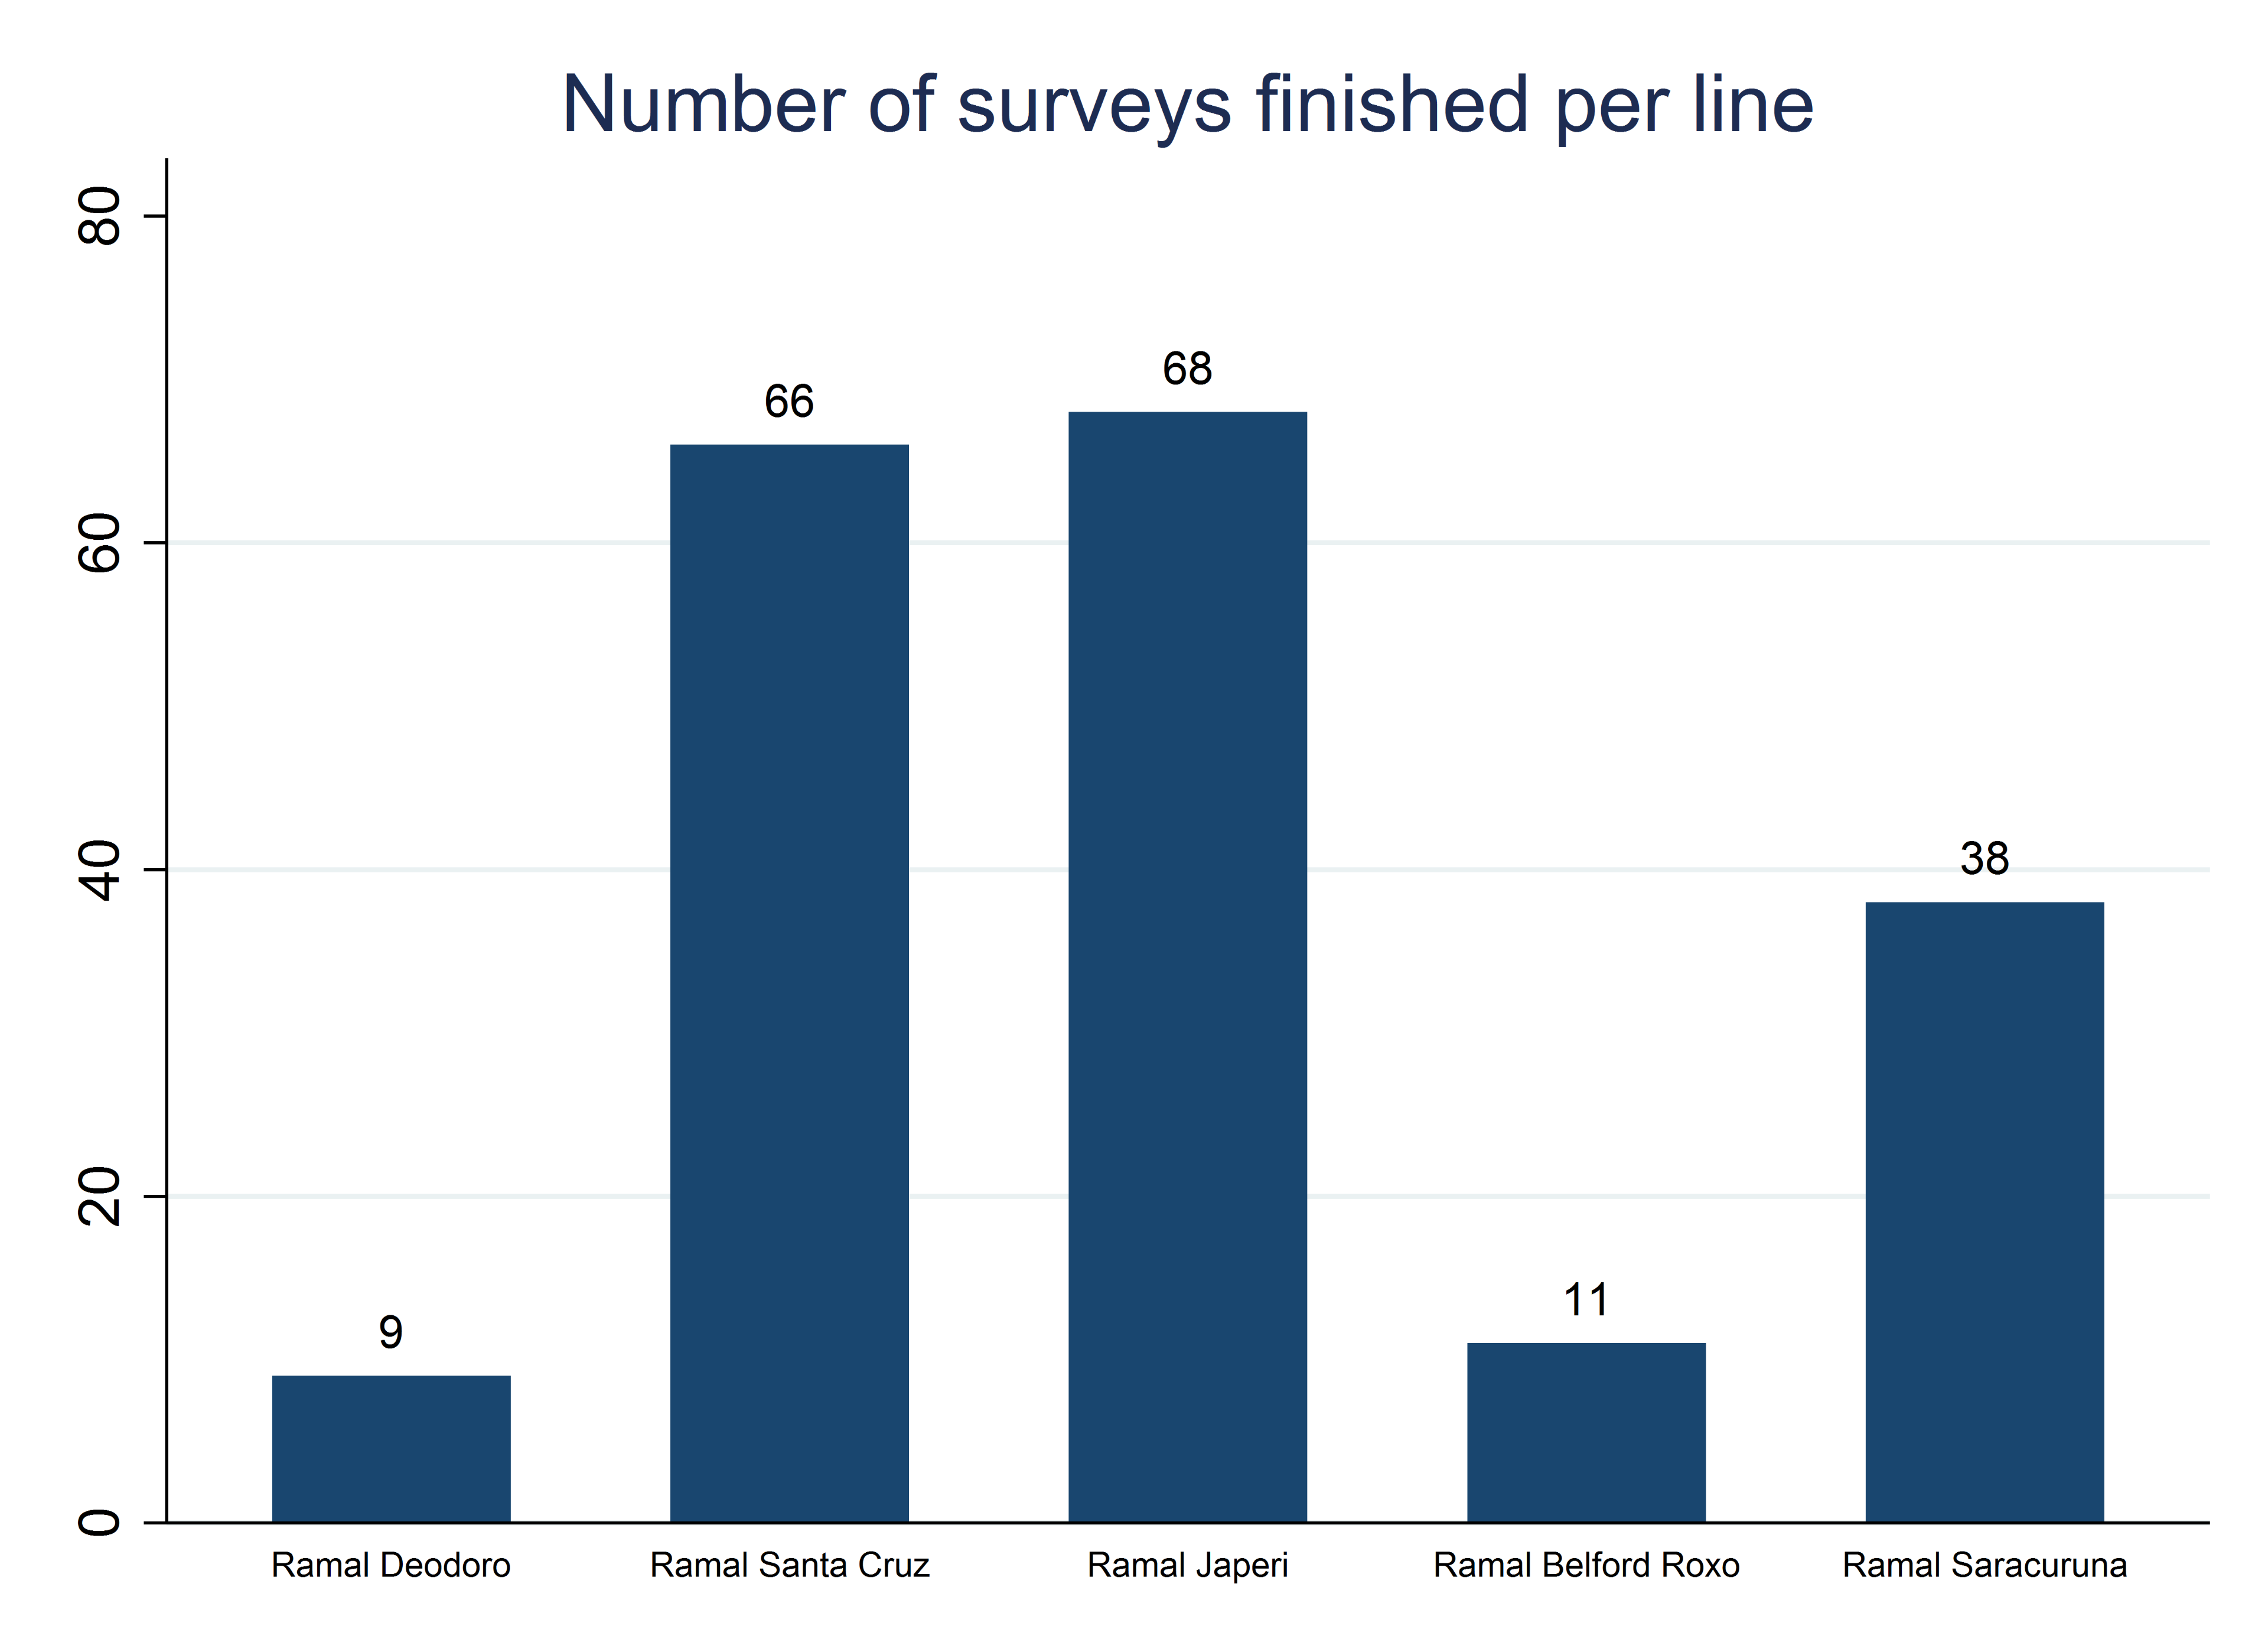 Number of surveys finished per line
80
60
40
20
0
9
66
68
11
38
Ramal Deodoro
Ramal Santa Cruz
Ramal Japeri
Ramal Belford Roxo
Ramal Saracuruna